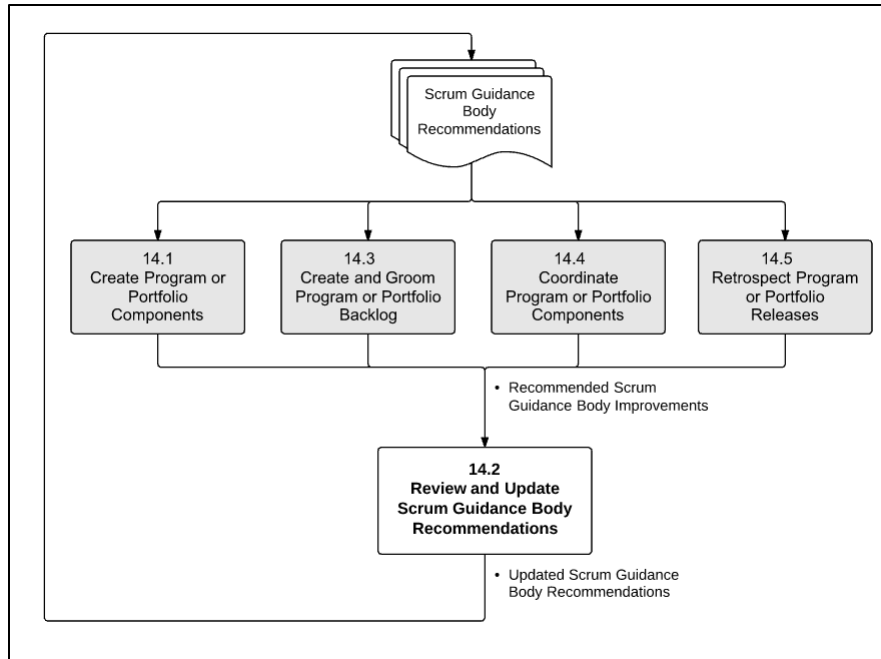 Scrum Guidance
Body
Recommendations
14.1
Create Program or
Portfolio
Components
14.3
Create and Groom
Program or Portfolio
Backlog
14.4
Coordinate
Program or Portfolio
Components
14.5
Retrospect Program
or Portfolio
Releases
• Recommended Scrum
Guidance Body Improvements
14.2
Review and Update
Scrum Guidance Body
Recommendations
• Updated Scrum Guidance
Body Recommendations